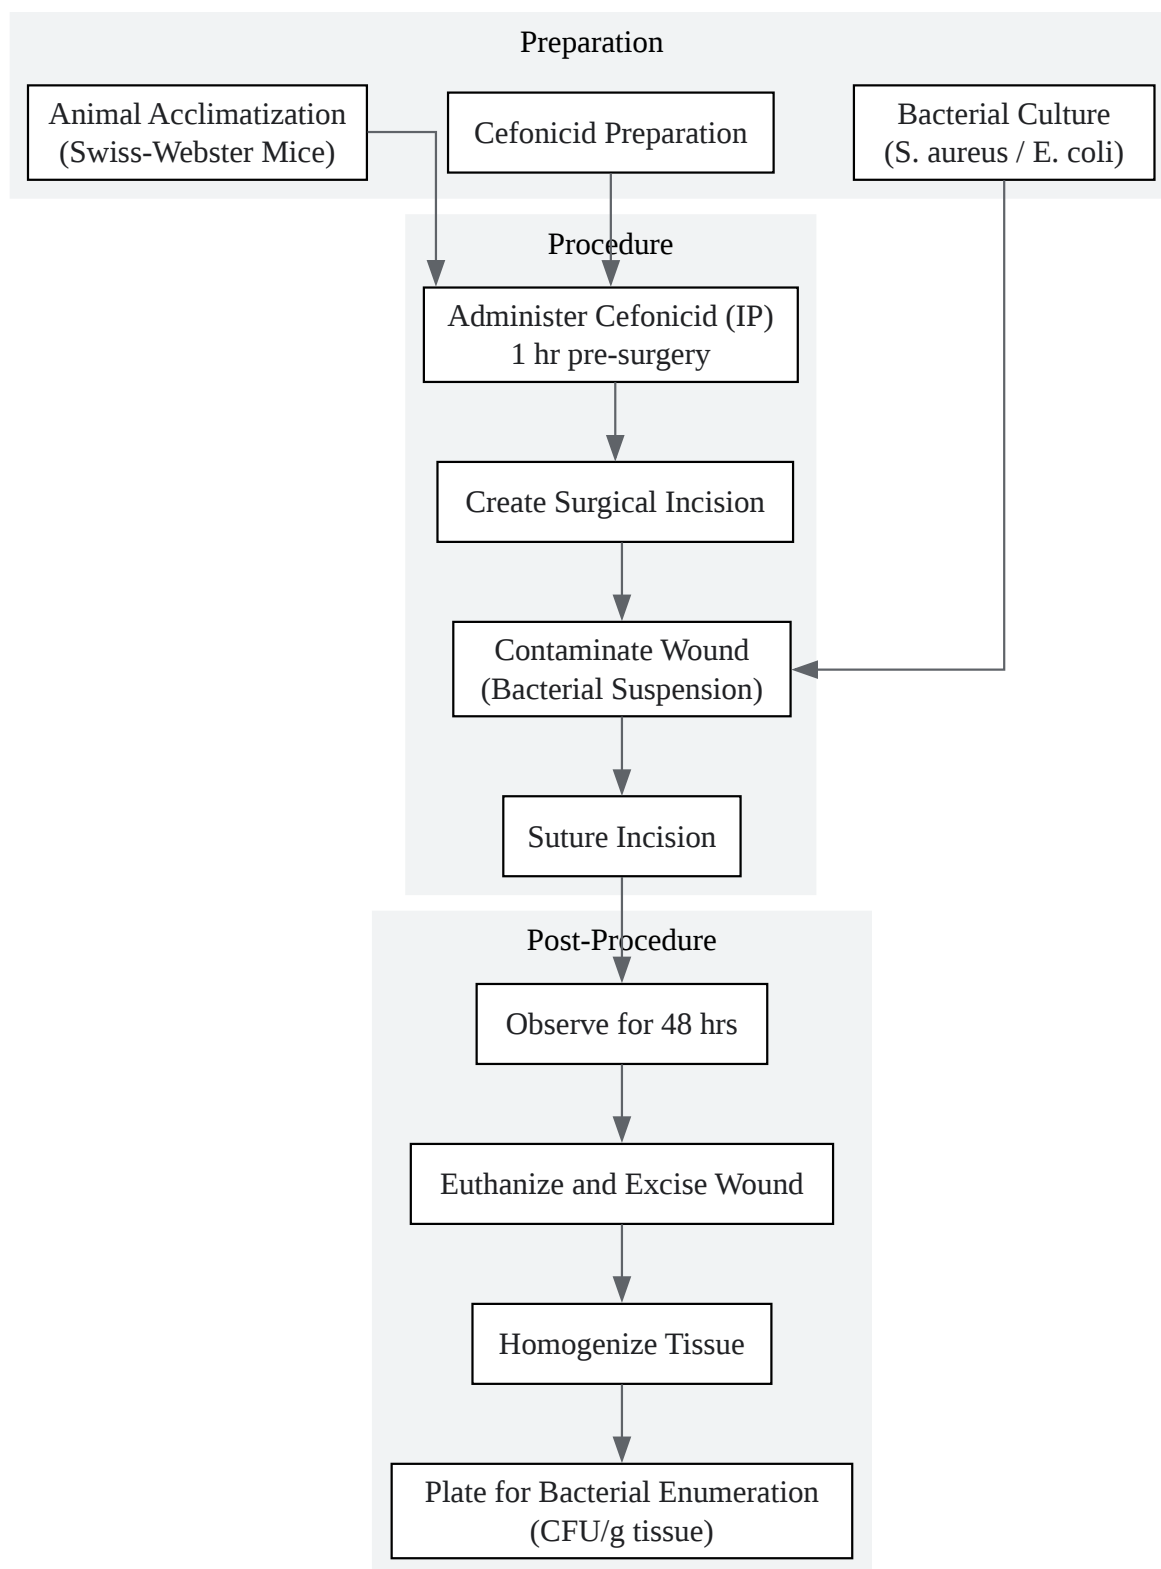 Preparation
Animal Acclimatization
(Swiss-Webster Mice)
Cefonicid Preparation
Bacterial Culture
(S. aureus / E. coli)
Procedure
Administer Cefonicid (IP)
1 hr pre-surgery
Create Surgical Incision
Contaminate Wound
(Bacterial Suspension)
Suture Incision
Post-Procedure
Observe for 48 hrs
Euthanize and Excise Wound
Homogenize Tissue
Plate for Bacterial Enumeration
(CFU/g tissue)